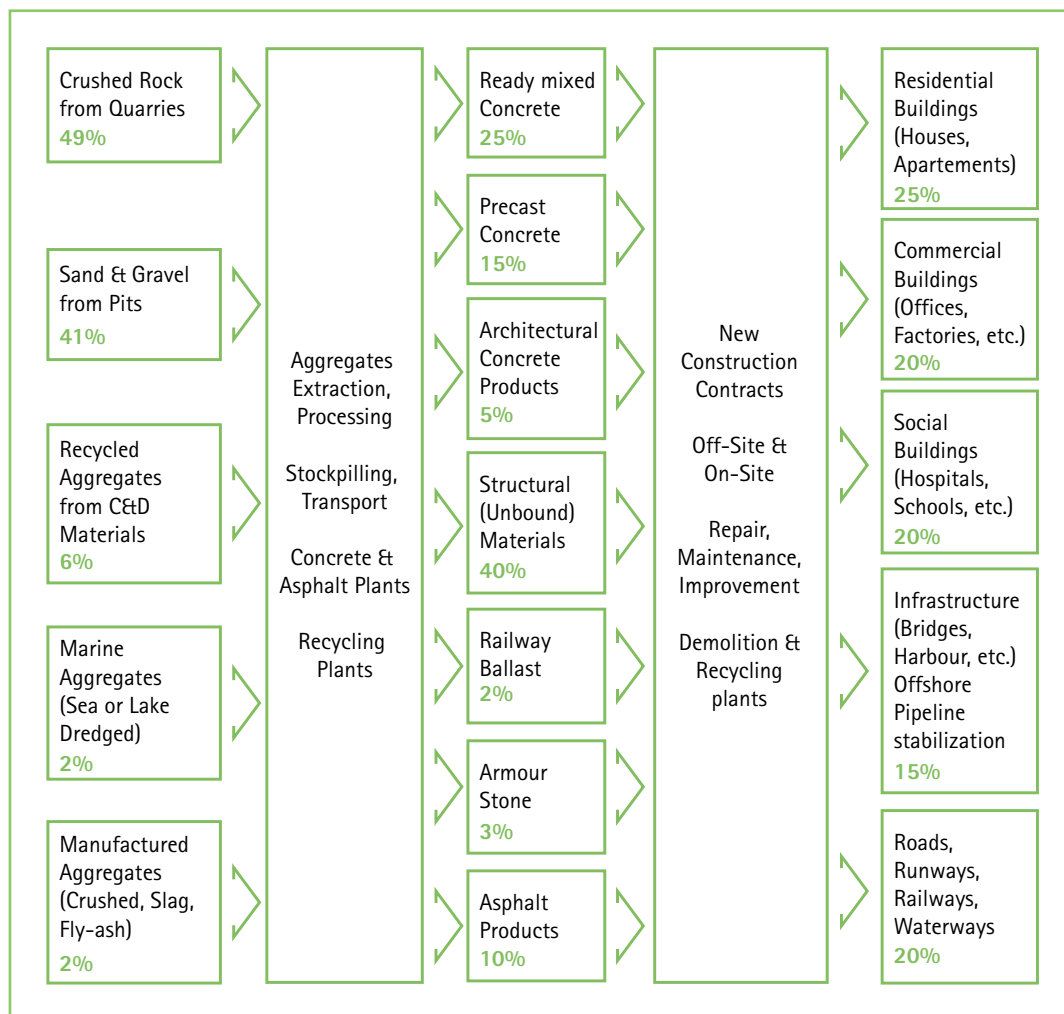 Crushed Rock
from Quarries
49%
Sand & Gravel
from Pits
41%
Recycled
Aggregates
from C&D
Materials
6%
Marine
Aggregates
(Sea or Lake
Dredged)
2%
Manufactured
Aggregates
(Crushed, Slag,
Fly-ash)
2%
Aggregates
Extraction,
Processing
Stockpilling,
Transport
Concrete &
Asphalt Plants
Recycling
Plants
Ready mixed
Concrete
25%
Precast
Concrete
15%
Architectural
Concrete
Products
5%
Structural
(Unbound)
Materials
40%
Railway
Ballast
2%
Armour
Stone
3%
Asphalt
Products
10%
New
Construction
Contracts
Off-Site &
On-Site
Repair,
Maintenance,
Improvement
Demolition &
Recycling
plants
Residential
Buildings
(Houses,
Apartements)
25%
Commercial
Buildings
(Offices,
Factories, etc.)
20%
Social
Buildings
(Hospitals,
Schools, etc.)
20%
Infrastructure
(Bridges,
Harbour, etc.)
Offshore
Pipeline
stabilization
15%
Roads,
Runways,
Railways,
Waterways
20%